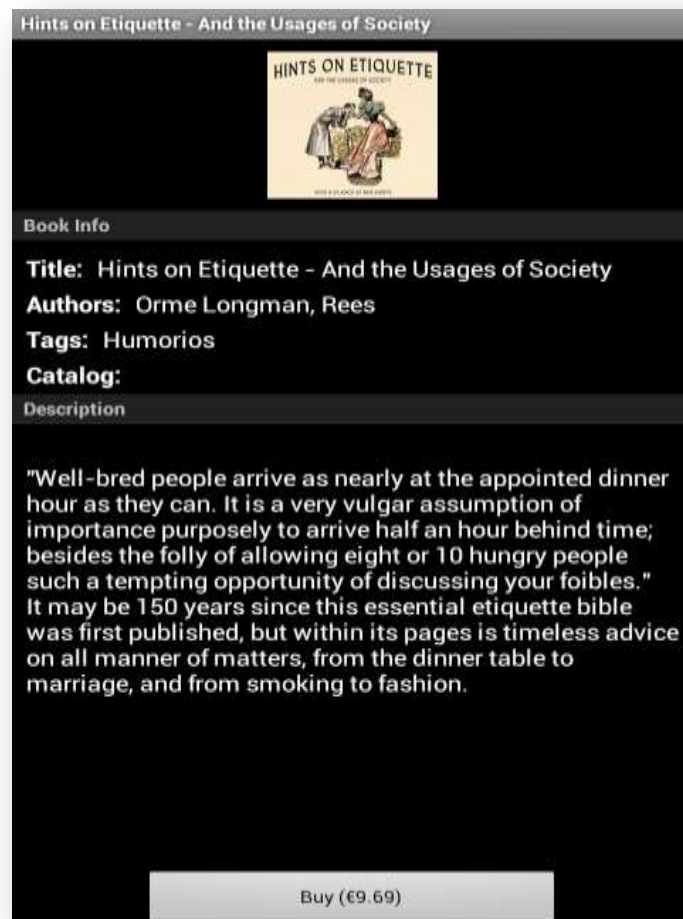 Hints on Etiquette - And the Usages of Society
HINTS ON ETIQUETTE
AND THE USAGES OF SOCIETY
Book Info
Title: Hints on Etiquette - And the Usages of Society
Authors: Orme Longman, Rees
Tags: Humorios
Catalog:
Description
"Well-bred people arrive as nearly at the appointed dinner
hour as they can. It is a very vulgar assumption of
importance purposely to arrive half an hour behind time;
besides the folly of allowing eight or 10 hungry people
such a tempting opportunity of discussing your foibles."
It may be 150 years since this essential etiquette bible
was first published, but within its pages is timeless advice
on all manner of matters, from the dinner table to
marriage, and from smoking to fashion.
Buy (€9.69)